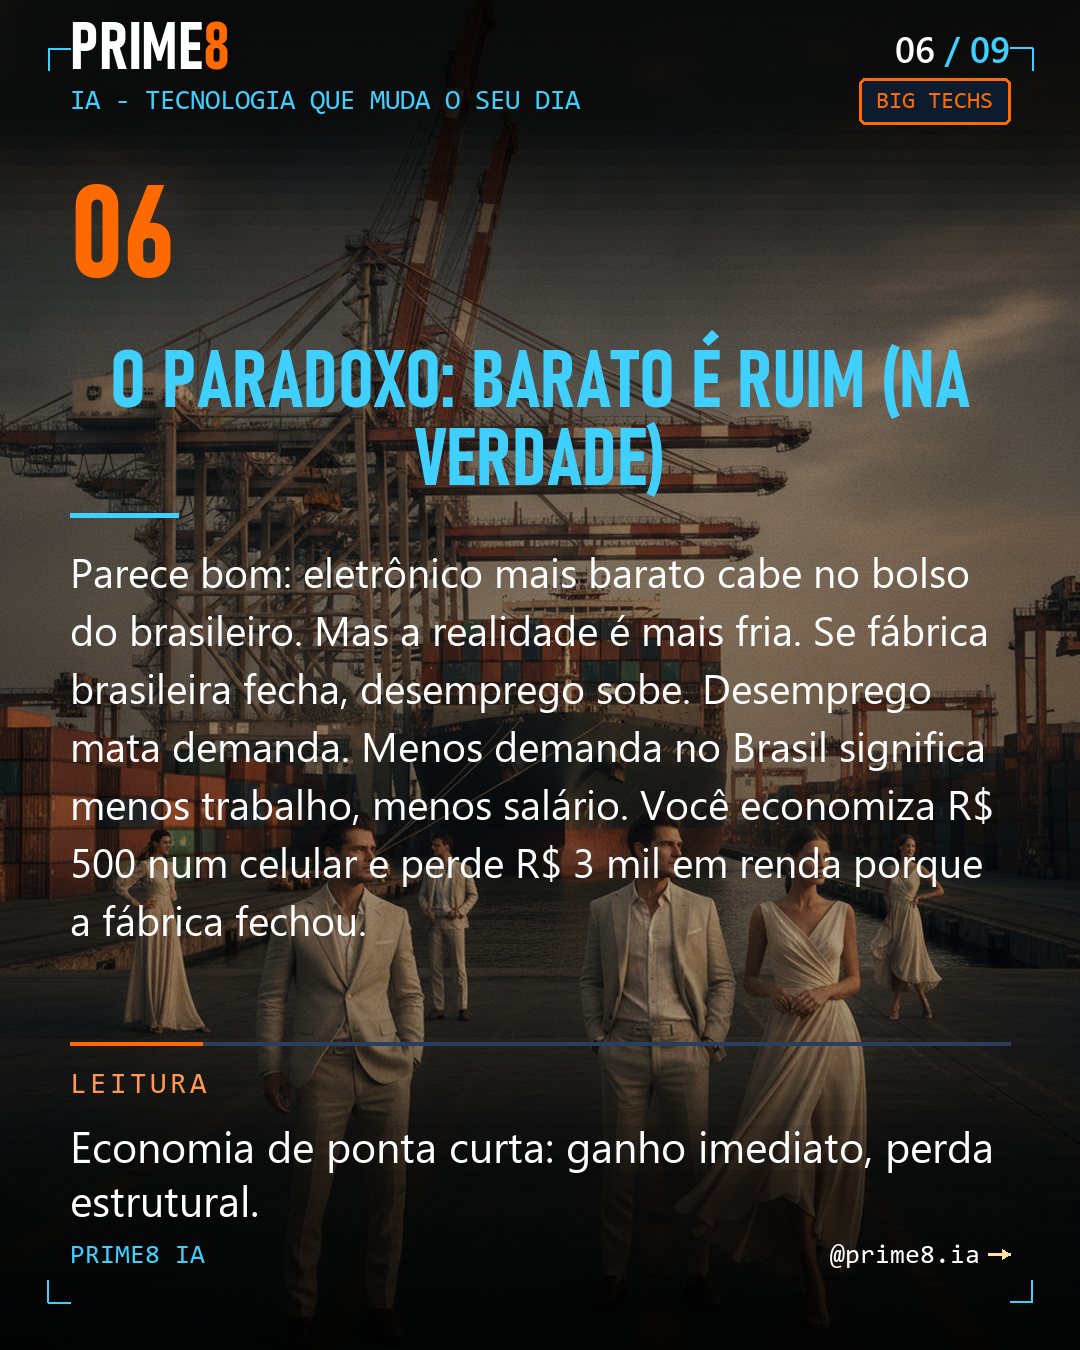 PRIME8
06 / 09
IA - TECNOLOGIA QUE MUDA O SEU DIA
BIG TECHS
06
O PARADOXO: BARATO É RUIM (NA
VERDADE)
Parece bom: eletrônico mais barato cabe no bolso
do brasileiro. Mas a realidade é mais fria. Se fábrica
brasileira fecha, desemprego sobe. Desemprego
mata demanda. Menos demanda no Brasil significa
menos trabalho, menos salário. Você economiza R$
500 num celular e perde R$ 3 mil em renda porque
a fábrica fechou.
LEITURA
Economia de ponta curta: ganho imediato, perda
estrutural.
PRIME8 IA
@prime8.ia